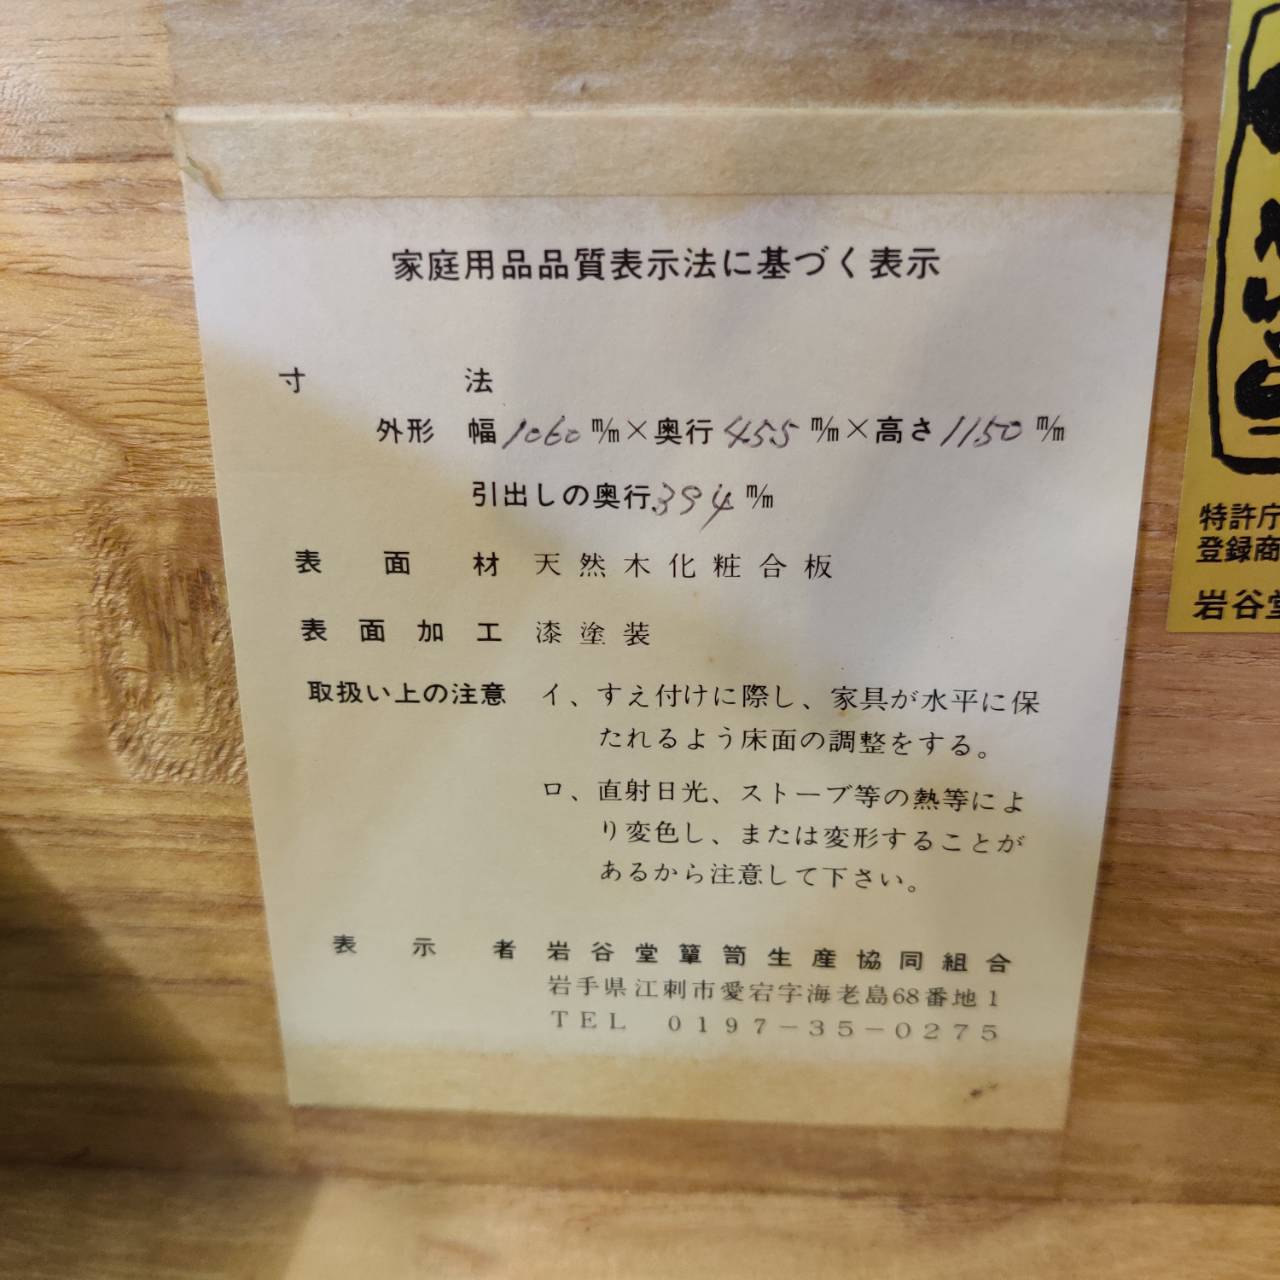 家庭用品品質表示法に基づく表示
寸法
外形 幅1060 m/m×奥行455 m/m×高さ1150 m/m
引出しの奥行394 m/m
表面材 天然木化粧合板
表面加工 漆塗装
取扱い上の注意 イ、すえ付けに際し、家具が水平に保
たれるよう床面の調整をする。
ロ、直射日光、ストーブ等の熱等によ
り変色し、または変形することが
あるから注意して下さい。
表示者 岩谷堂簞笥生産協同組合
岩手県江刺市愛宕字海老島68番地1
TEL 0197-35-0275
特許庁
登録商
岩谷堂